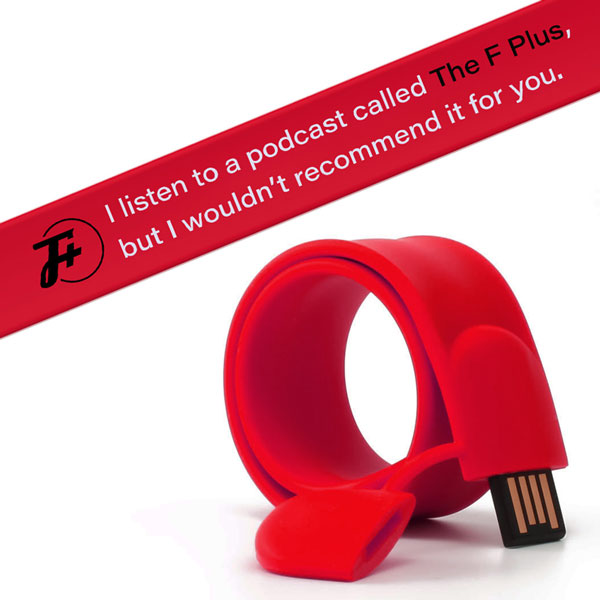 F+
I listen to a podcast called The F Plus,
but I wouldn't recommend it for you.